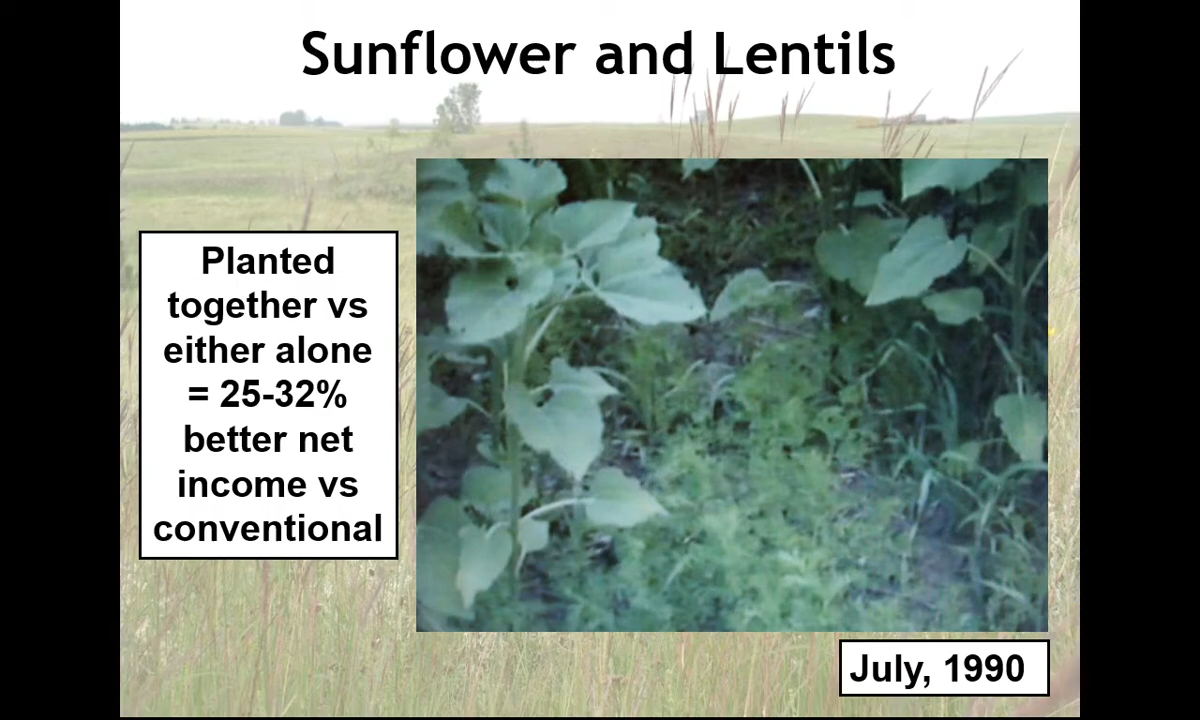 Sunflower and Lentils
Planted
together vs
either alone
= 25-32%
better net
income vs
conventional
July, 1990